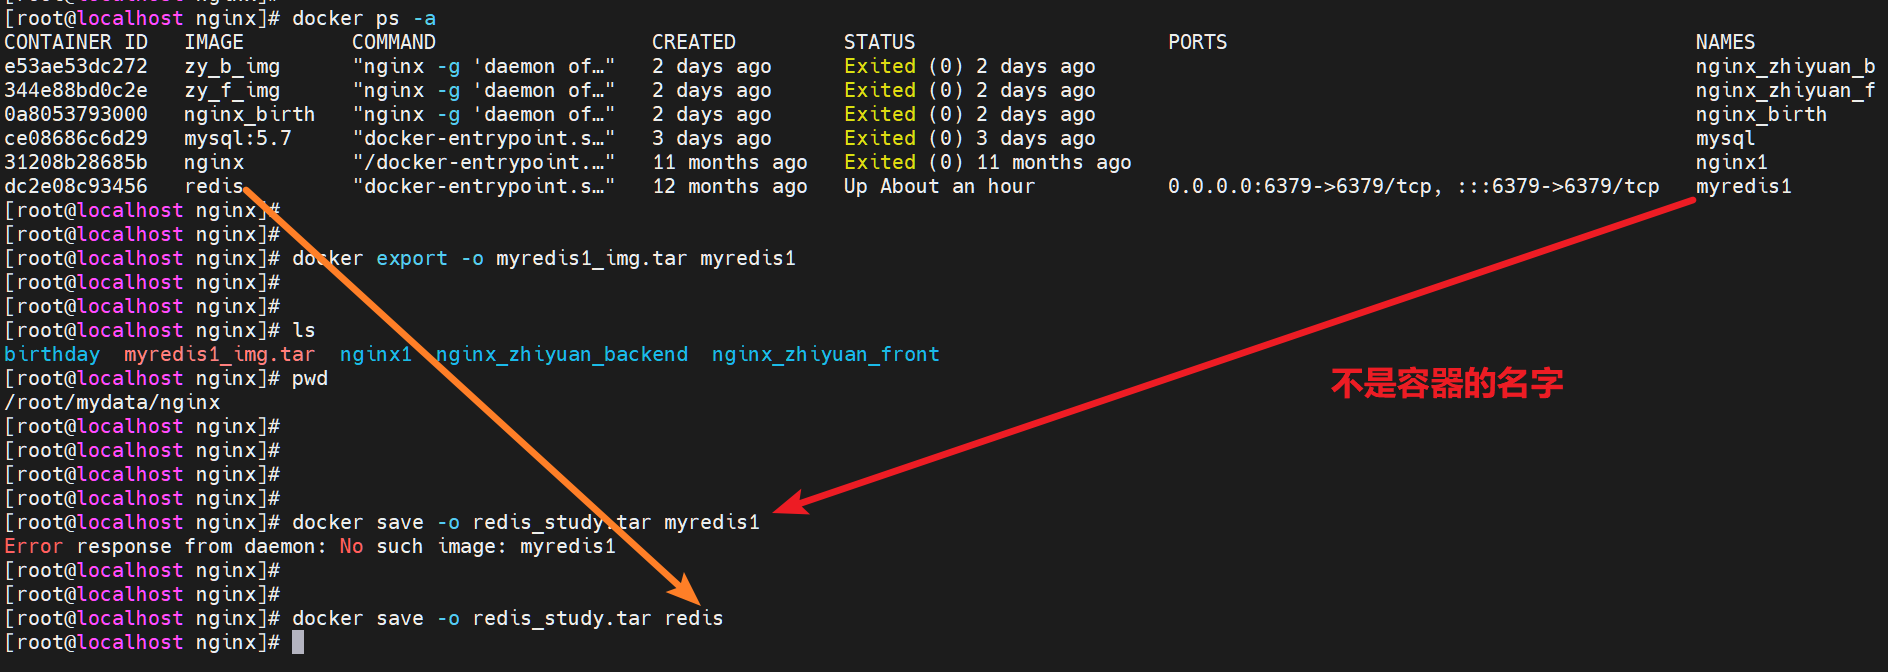 [root@localhost nginx]# docker ps -a
CONTAINER ID   IMAGE         COMMAND                  CREATED         STATUS                     PORTS                                       NAMES
e53ae53dc272   zy_b_img      "nginx -g 'daemon of…"   2 days ago      Exited (0) 2 days ago                                                  nginx_zhiyuan_b
344e88bd0c2e   zy_f_img      "nginx -g 'daemon of…"   2 days ago      Exited (0) 2 days ago                                                  nginx_zhiyuan_f
0a8053793000   nginx_birth   "nginx -g 'daemon of…"   2 days ago      Exited (0) 2 days ago                                                  nginx_birth
ce08686c6d29   mysql:5.7     "docker-entrypoint.s…"   3 days ago      Exited (0) 3 days ago                                                  mysql
31208b28685b   nginx         "/docker-entrypoint.…"   11 months ago   Exited (0) 11 months ago                                               nginx1
dc2e08c93456   redis         "docker-entrypoint.s…"   12 months ago   Up About an hour           0.0.0.0:6379->6379/tcp, :::6379->6379/tcp   myredis1
[root@localhost nginx]#
[root@localhost nginx]#
[root@localhost nginx]# docker export -o myredis1_img.tar myredis1
[root@localhost nginx]#
[root@localhost nginx]#
[root@localhost nginx]# ls
birthday  myredis1_img.tar  nginx1  nginx_zhiyuan_backend  nginx_zhiyuan_front
[root@localhost nginx]# pwd
不是容器的名字
/root/mydata/nginx
[root@localhost nginx]#
[root@localhost nginx]#
[root@localhost nginx]#
[root@localhost nginx]#
[root@localhost nginx]# docker save -o redis_study.tar myredis1
Error response from daemon: No such image: myredis1
[root@localhost nginx]#
[root@localhost nginx]#
[root@localhost nginx]# docker save -o redis_study.tar redis
[root@localhost nginx]#